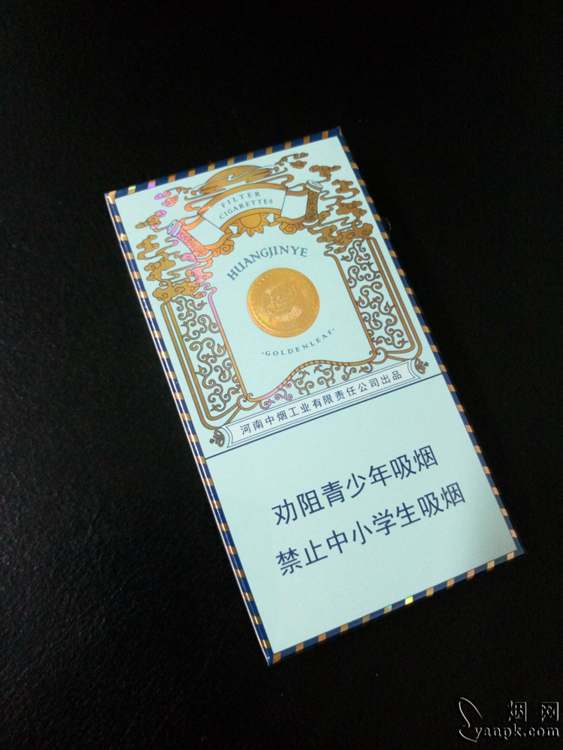 FILTER
CIGARETTES
HUANGJINYE
·GOLDENLEAF·
河南中烟工业有限责任公司出品
劝阻青少年吸烟
禁止中小学生吸烟
烟网
yanpk.com